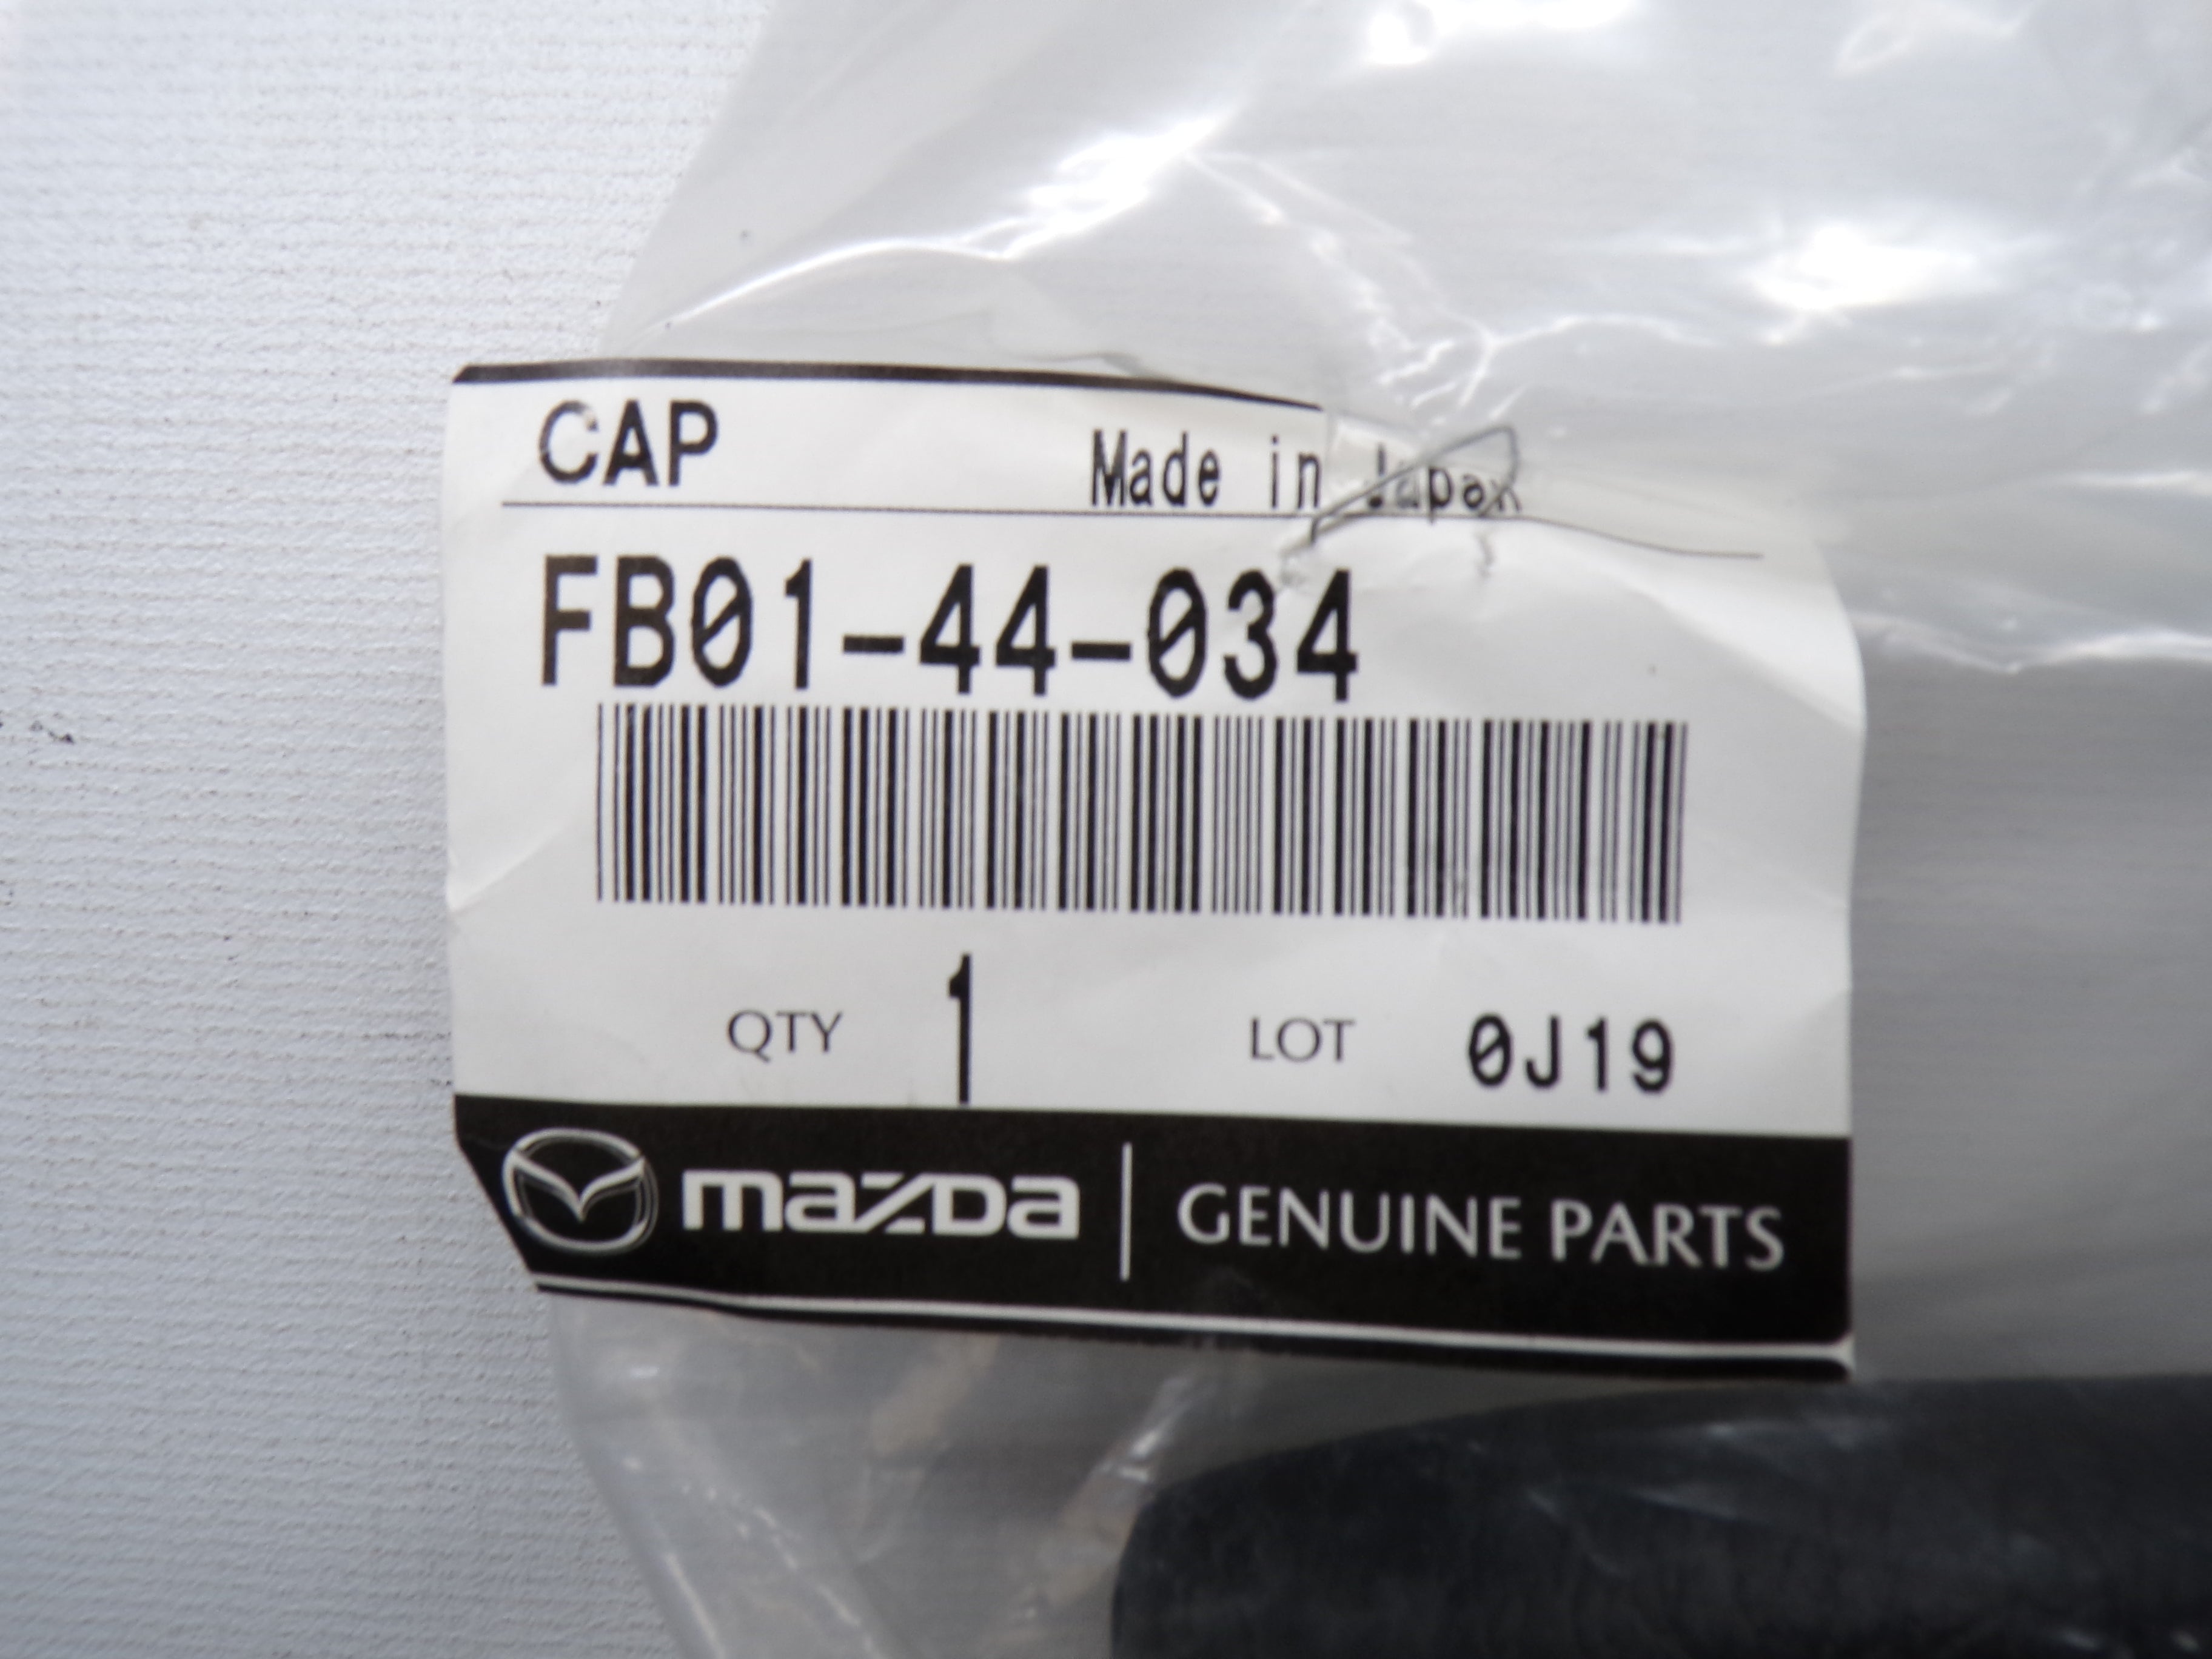 CAP
Made in Japan
FB01-44-034
QTY 1 LOT 0J19
mazda | GENUINE PARTS